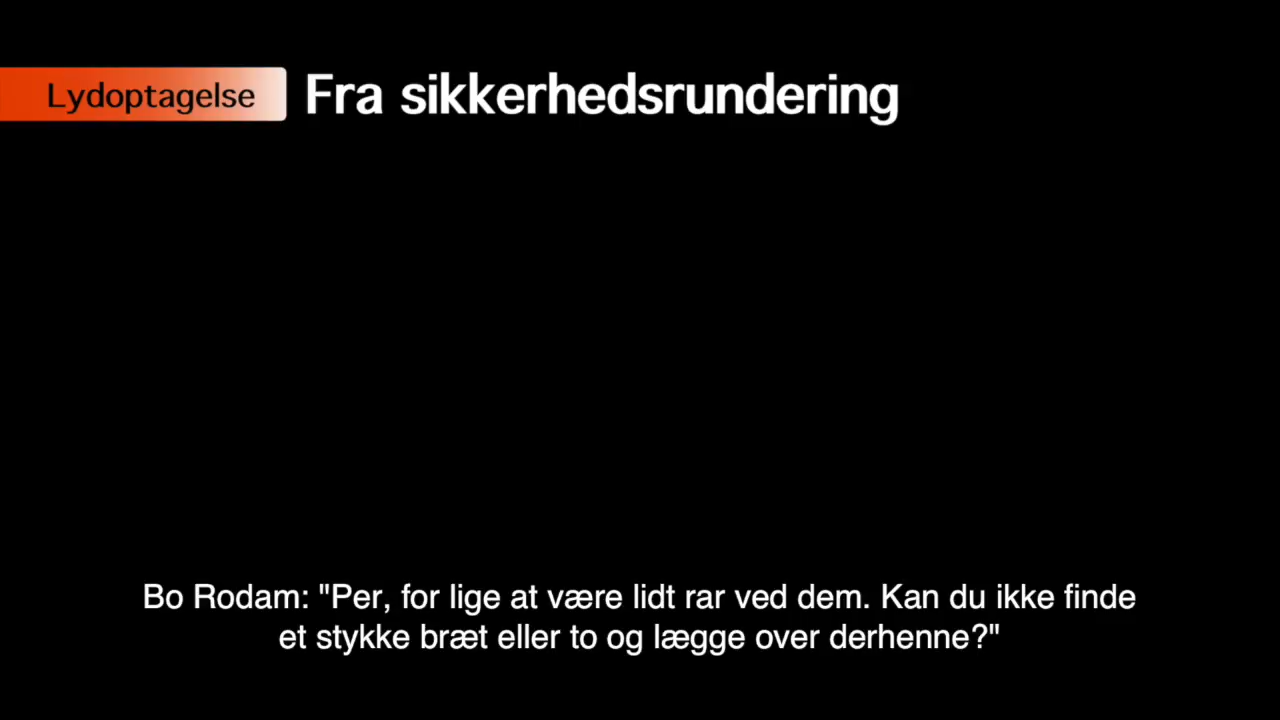 Lydoptagelse Fra sikkerhedsrundering
Bo Rodam: "Per, for lige at være lidt rar ved dem. Kan du ikke finde
et stykke bræt eller to og lægge over derhenne?"